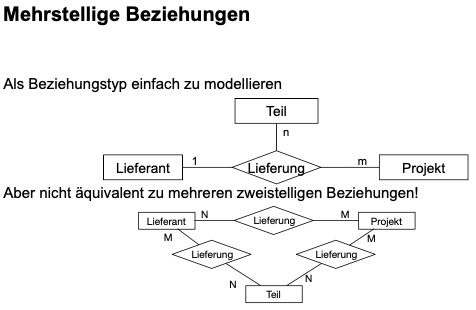 Mehrstellige Beziehungen
Als Beziehungstyp einfach zu modellieren
Teil
n
Lieferant 1 Lieferung m Projekt
Aber nicht äquivalent zu mehreren zweistelligen Beziehungen!
Lieferant N Lieferung M Projekt
M M
Lieferung Lieferung
N N
Teil